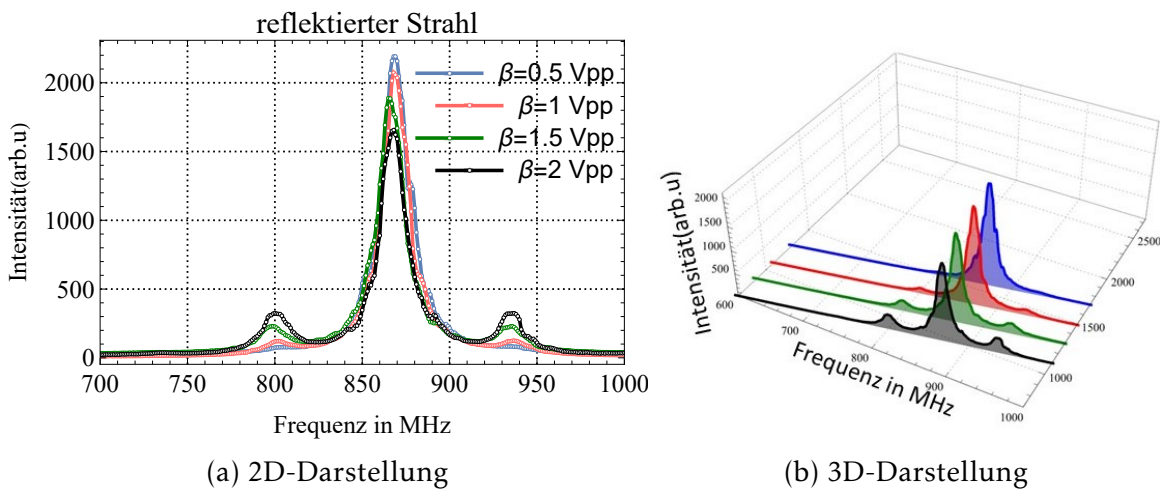 reflektierter Strahl
2000
1500
1000
500
0
Intensität(arb.u)
β=0.5 Vpp
β=1 Vpp
β=1.5 Vpp
β=2 Vpp
700 750 800 850 900 950 1000
Frequenz in MHz
(a) 2D-Darstellung
2000
1500
1000
500
Intensität(arb.u)
600
700
800
900
1000
Frequenz in MHz
2500
2000
1500
1000
(b) 3D-Darstellung